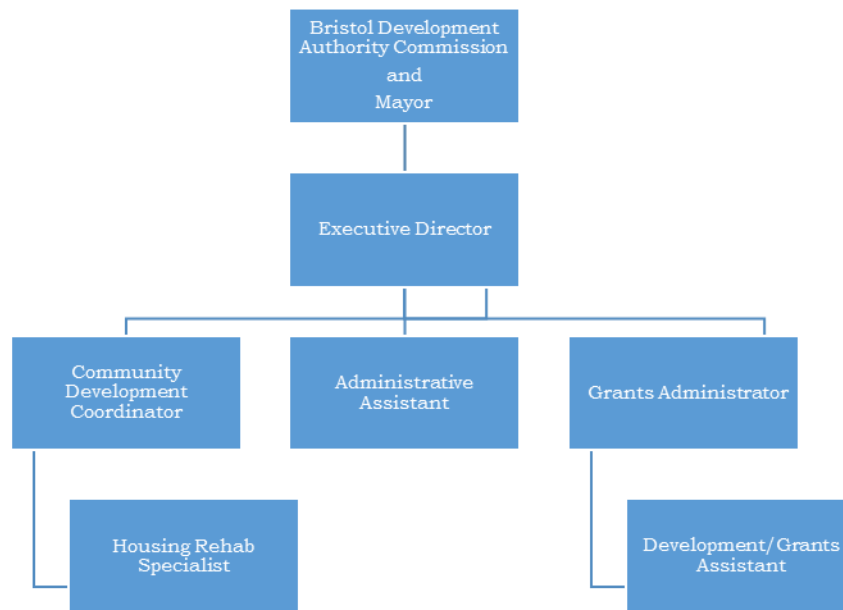 Bristol Development
Authority Commission
and
Mayor
Executive Director
Community
Development
Coordinator
Administrative
Assistant
Grants Administrator
Housing Rehab
Specialist
Development/Grants
Assistant